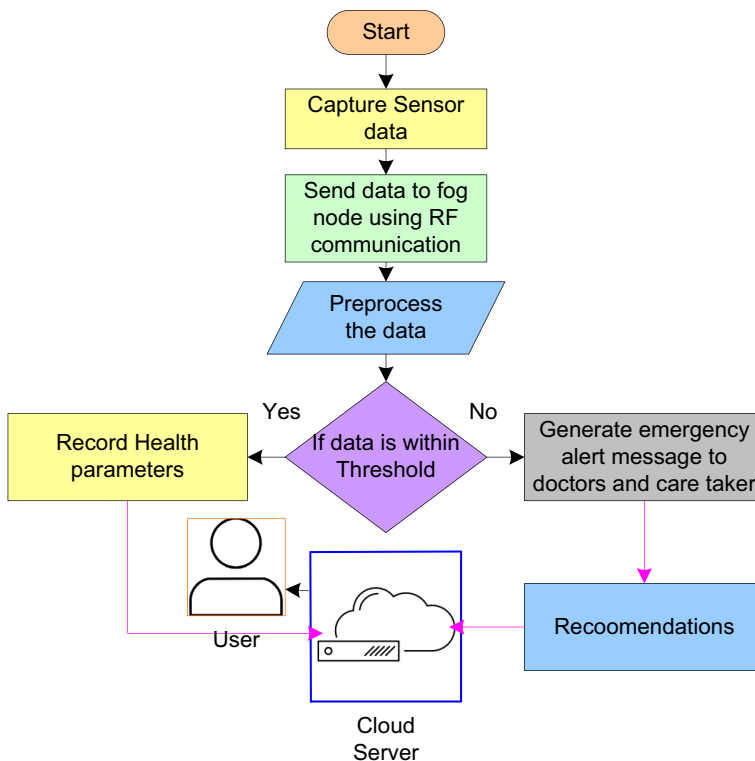 Start
Capture Sensor
data
Send data to fog
node using RF
communication
Preprocess
the data
Yes
No
If data is within
Threshold
Record Health
parameters
Generate emergency
alert message to
doctors and care taker
User
Recoomendations
Cloud
Server